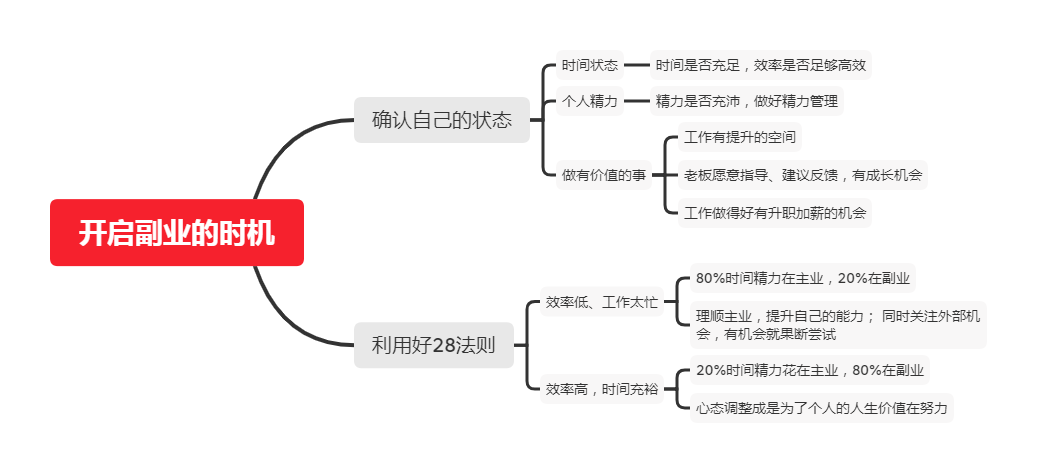 开启副业的时机
确认自己的状态
时间状态
时间是否充足，效率是否足够高效
个人精力
精力是否充沛，做好精力管理
做有价值的事
工作有提升的空间
老板愿意指导、建议反馈，有成长机会
工作做得好有升职加薪的机会
利用好28法则
效率低、工作太忙
80%时间精力在主业，20%在副业
理顺主业，提升自己的能力； 同时关注外部机
会，有机会就果断尝试
效率高，时间充裕
20%时间精力花在主业，80%在副业
心态调整成是为了个人的人生价值在努力